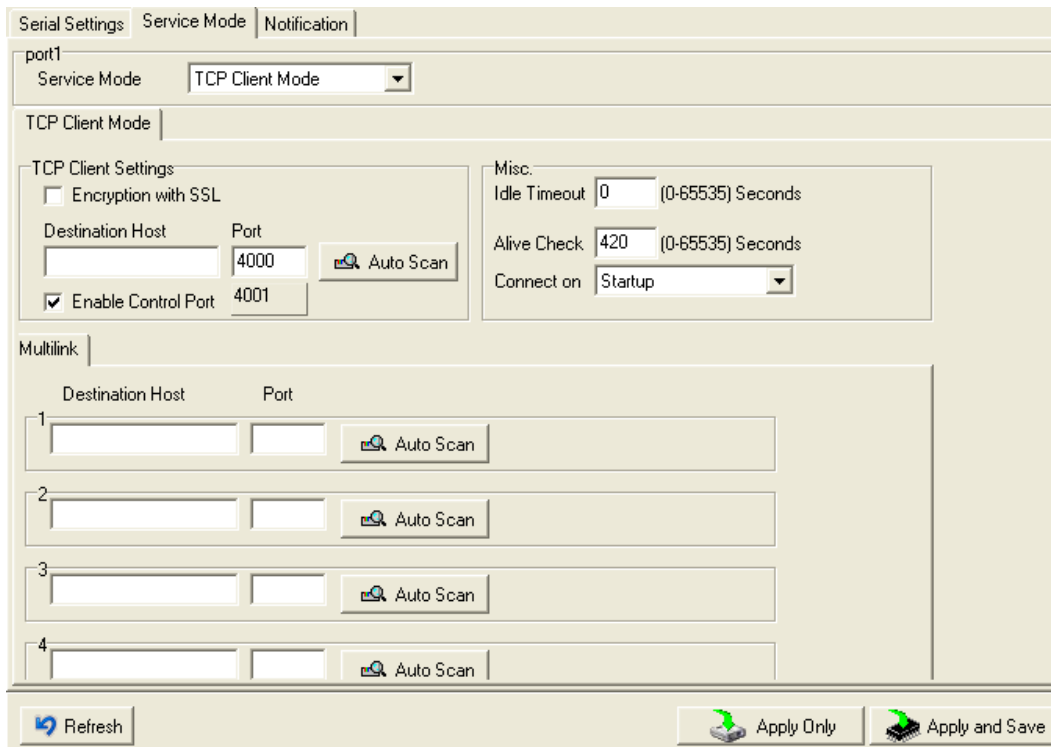 Serial Settings Service Mode Notification
port1
Service Mode TCP Client Mode
TCP Client Mode
TCP Client Settings
Encryption with SSL
Destination Host Port
4000 Auto Scan
Enable Control Port 4001
Misc.
Idle Timeout 0 (0-65535) Seconds
Alive Check 420 (0-65535) Seconds
Connect on Startup
Multilink
Destination Host Port
1
Auto Scan
2
Auto Scan
3
Auto Scan
4
Auto Scan
Refresh Apply Only Apply and Save